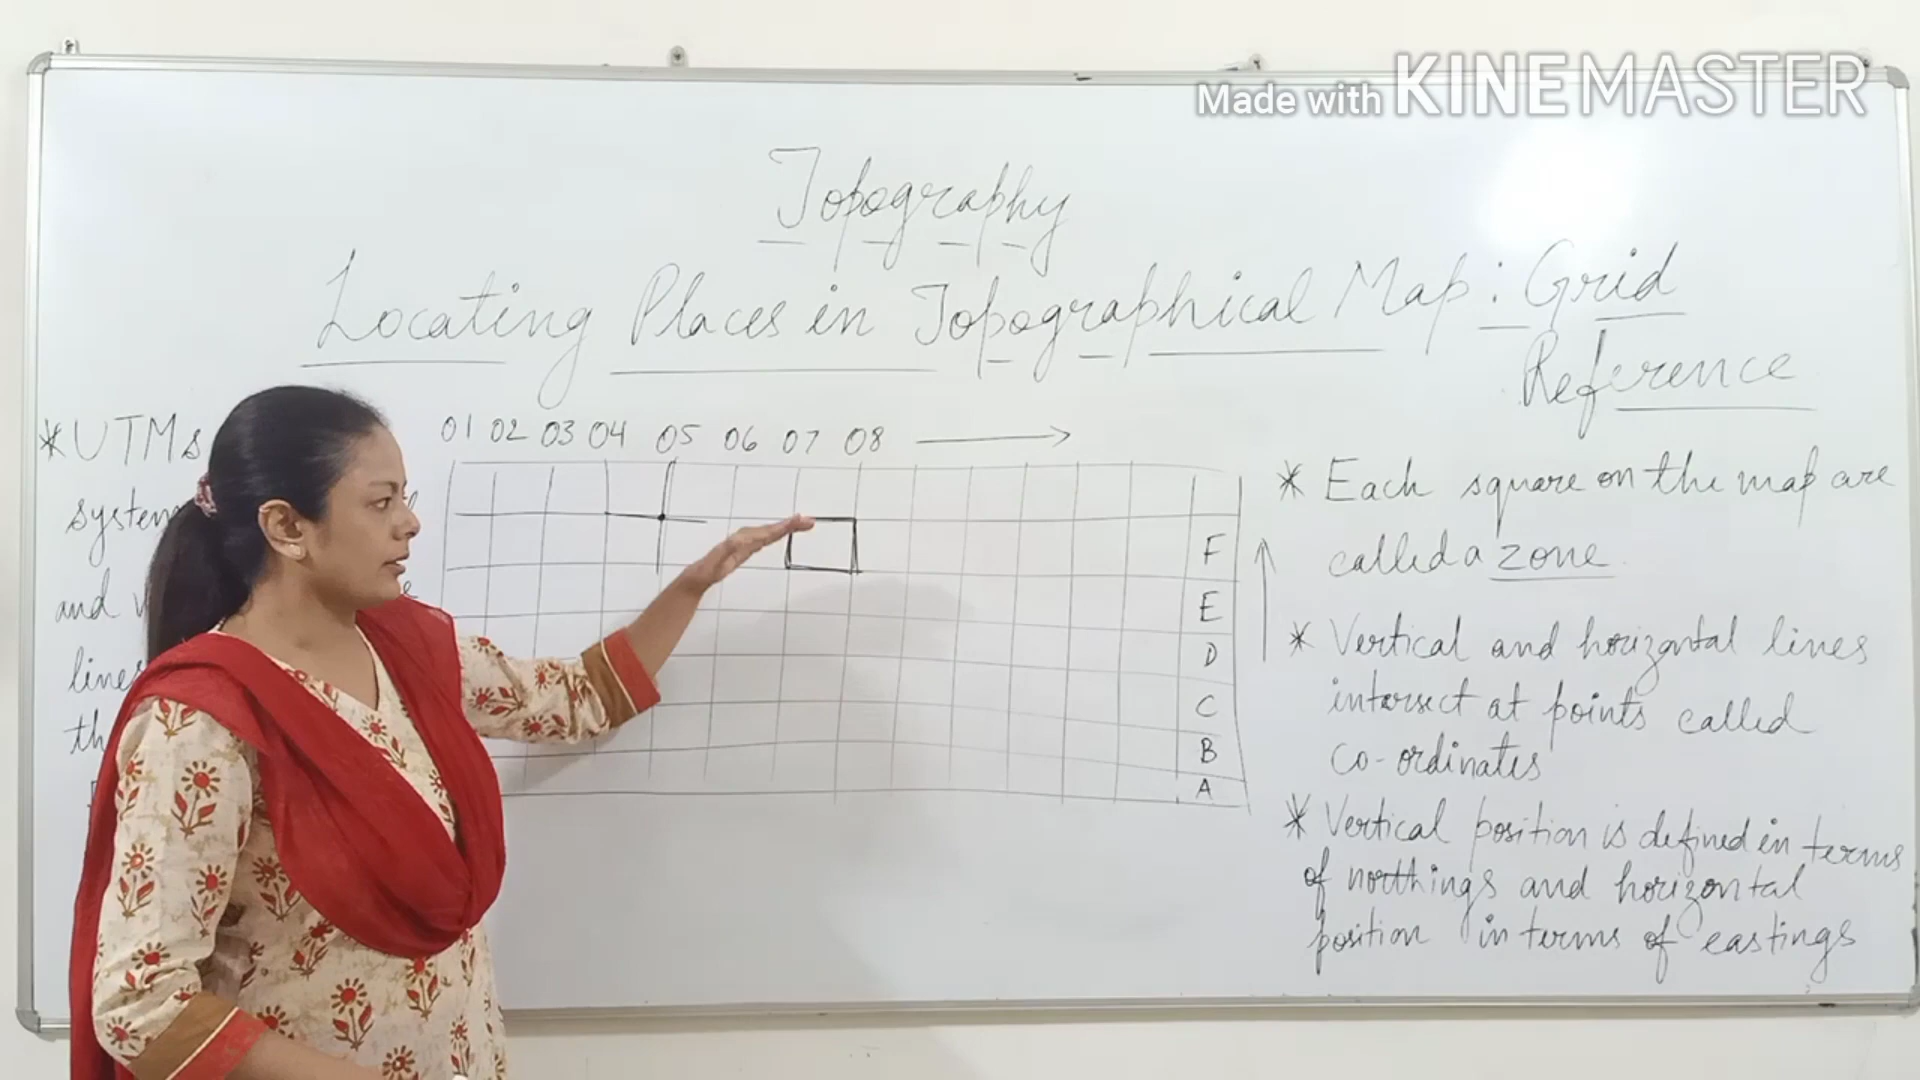 Made with KINEMASTER
Topography
Locating Places in Topographical Map : Grid
Reference
* UTMs
system
and
lines
01 02 03 04 05 06 07 08
F
E
D
C
B
A
* Each square on the map are
called a zone
* Vertical and horizontal lines
intersect at points called
co-ordinates
* Vertical position is defined in terms
of northings and horizontal
position in terms of eastings